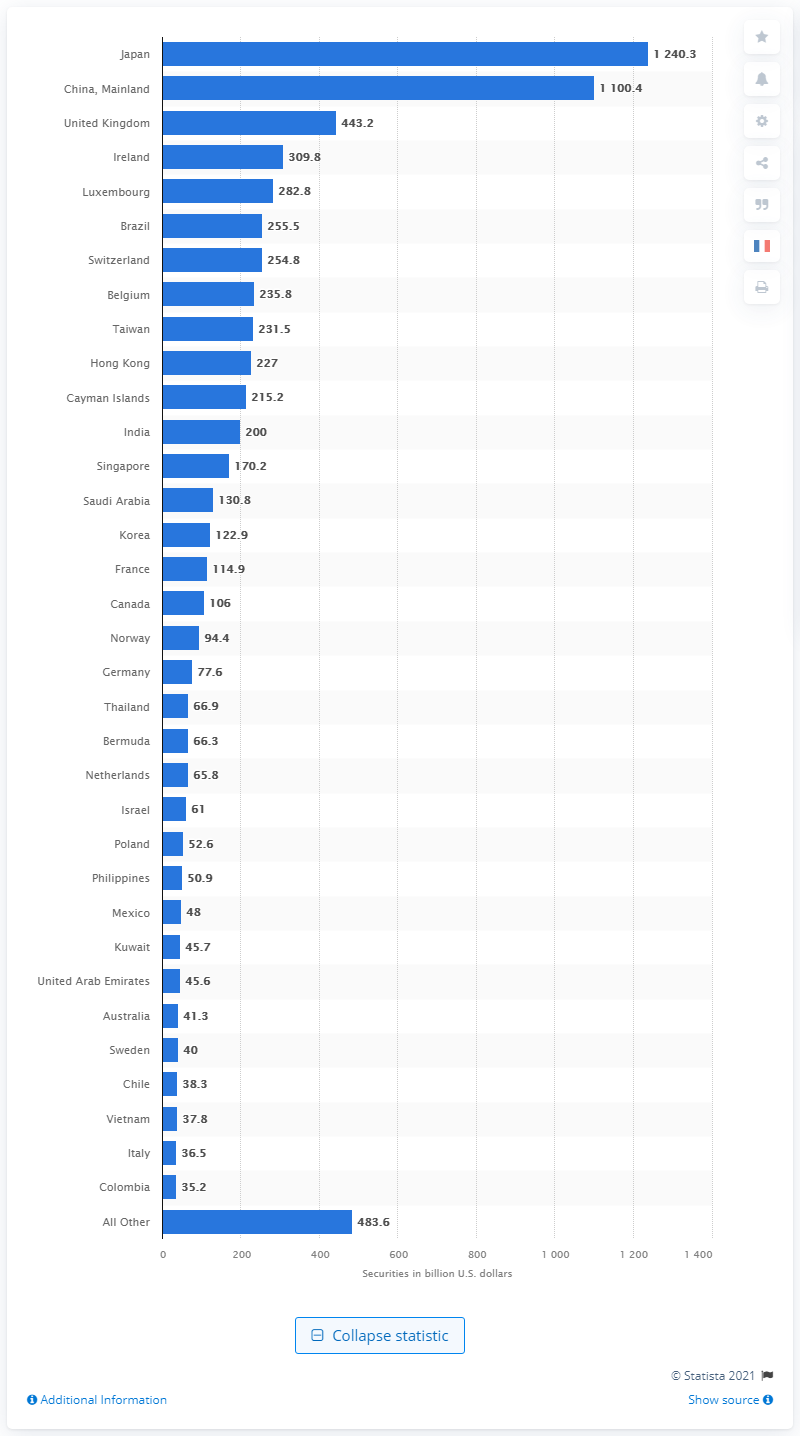 Japan 1 240.3
China, Mainland 1 100.4
United Kingdom 443.2
Ireland 309.8
Luxembourg 282.8
Brazil 255.5
Switzerland 254.8
Belgium 235.8
Taiwan 231.5
Hong Kong 227
Cayman Islands 215.2
India 200
Singapore 170.2
Saudi Arabia 130.8
Korea 122.9
France 114.9
Canada 106
Norway 94.4
Germany 77.6
Thailand 66.9
Bermuda 66.3
Netherlands 65.8
Israel 61
Poland 52.6
Philippines 50.9
Mexico 48
Kuwait 45.7
United Arab Emirates 45.6
Australia 41.3
Sweden 40
Chile 38.3
Vietnam 37.8
Italy 36.5
Colombia 35.2
All Other 483.6
0 200 400 600 800 1 000 1 200 1 400
Securities in billion U.S. dollars
Collapse statistic
© Statista 2021
Additional Information Show source